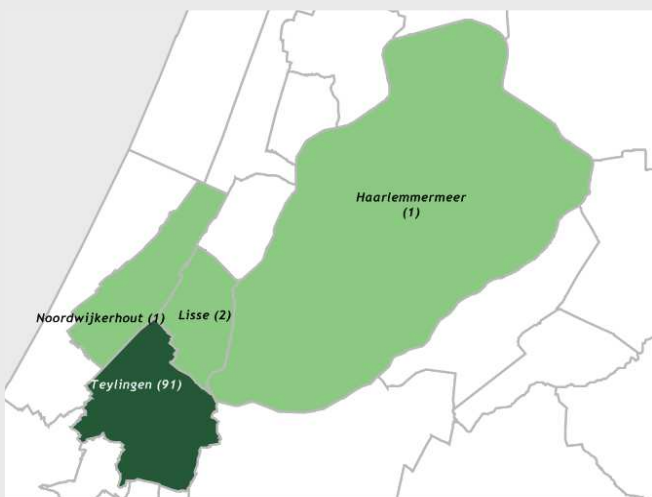 Haarlemmermeer
(1)
Noordwijkerhout (1)
Lisse (2)
Teylingen (91)